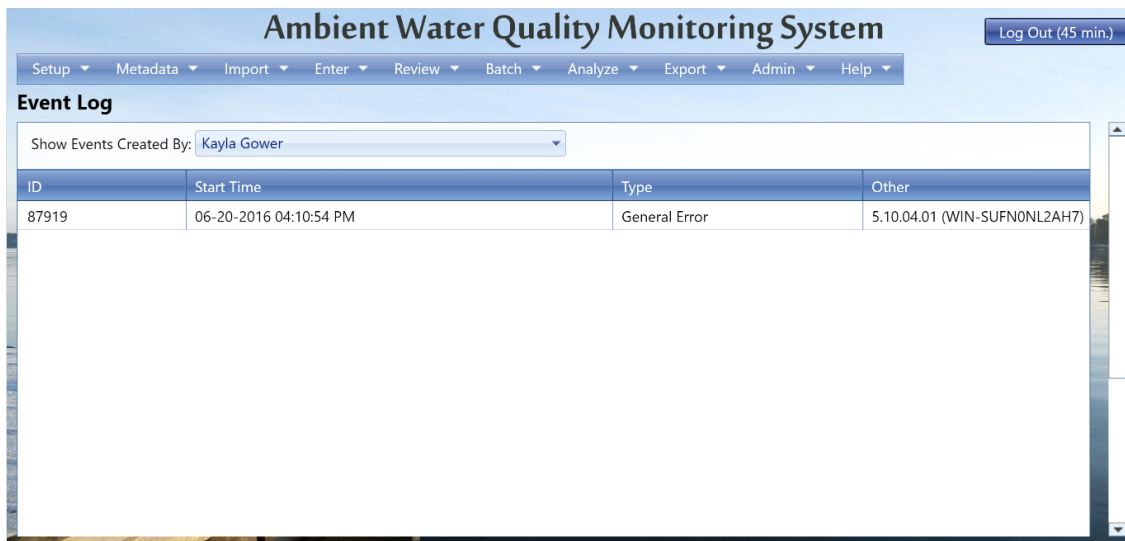 Ambient Water Quality Monitoring System
Log Out (45 min.)
Setup Metadata Import Enter Review Batch Analyze Export Admin Help
Event Log
Show Events Created By: Kayla Gower
ID Start Time Type Other
87919 06-20-2016 04:10:54 PM General Error 5.10.04.01 (WIN-SUFN0NL2AH7)